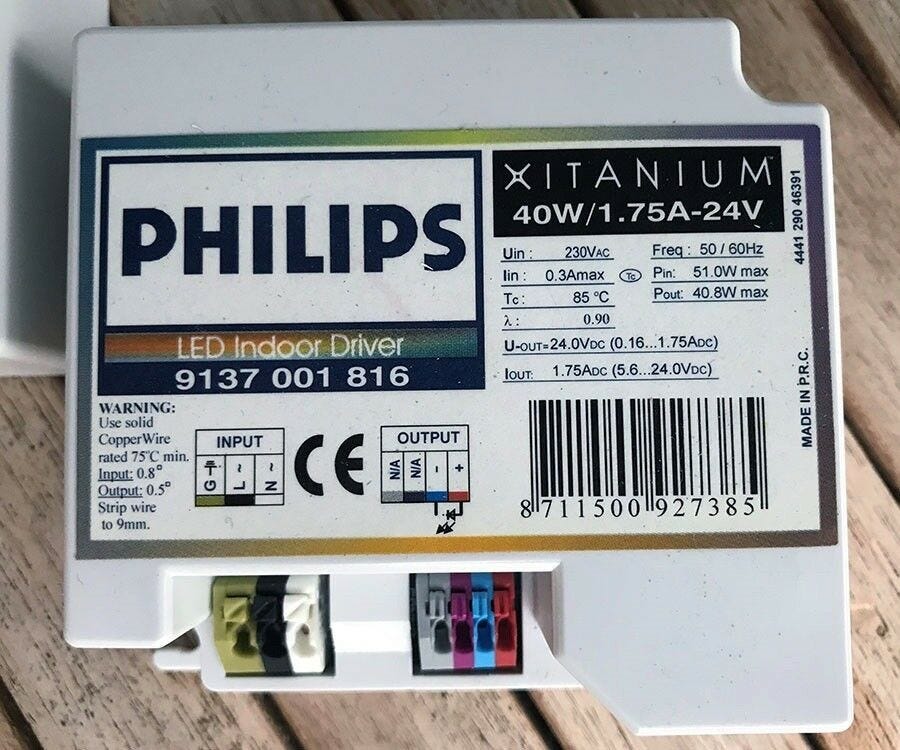 PHILIPS
LED Indoor Driver
9137 001 816
XITANIUM™
40W/1.75A-24V
Uin : 230VAC
Iin : 0.3Amax
Tc
Tc : 85 °C
λ : 0.90
Freq : 50 / 60Hz
Pin: 51.0W max
Pout: 40.8W max
U-OUT=24.0VDC (0.16...1.75ADC)
IOUT: 1.75ADC (5.6...24.0VDC)
4441 290 46391
MADE IN P.R.C.
WARNING:
Use solid
CopperWire
rated 75°C min.
Input: 0.8°
Output: 0.5°
Strip wire
to 9mm.
INPUT
G ⏚
L ~
N ~
CE
OUTPUT
N/A
N/A
-
+
8 711500 927385